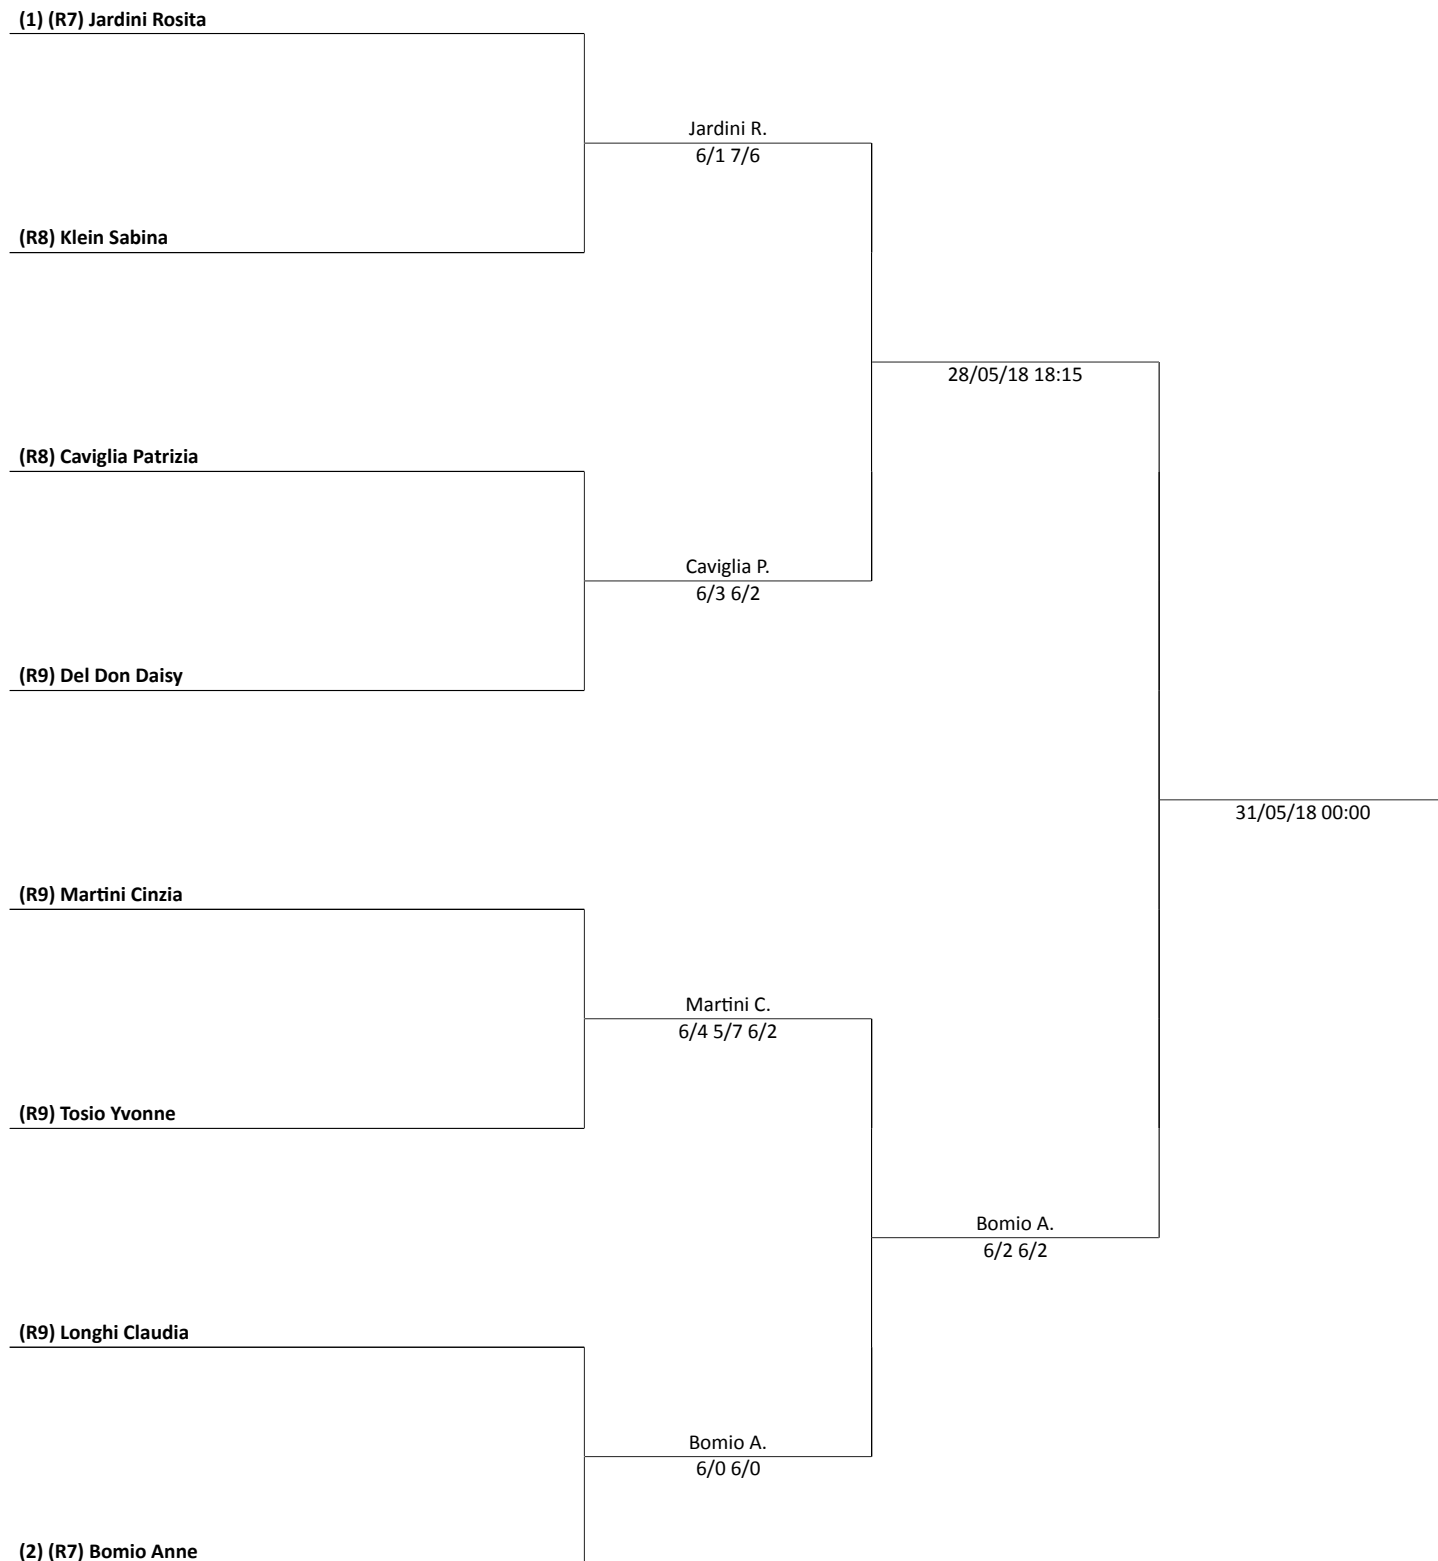 (1) (R7) Jardini Rosita
Jardini R.
6/1 7/6
(R8) Klein Sabina
28/05/18 18:15
(R8) Caviglia Patrizia
Caviglia P.
6/3 6/2
(R9) Del Don Daisy
31/05/18 00:00
(R9) Martini Cinzia
Martini C.
6/4 5/7 6/2
(R9) Tosio Yvonne
Bomio A.
6/2 6/2
(R9) Longhi Claudia
Bomio A.
6/0 6/0
(2) (R7) Bomio Anne